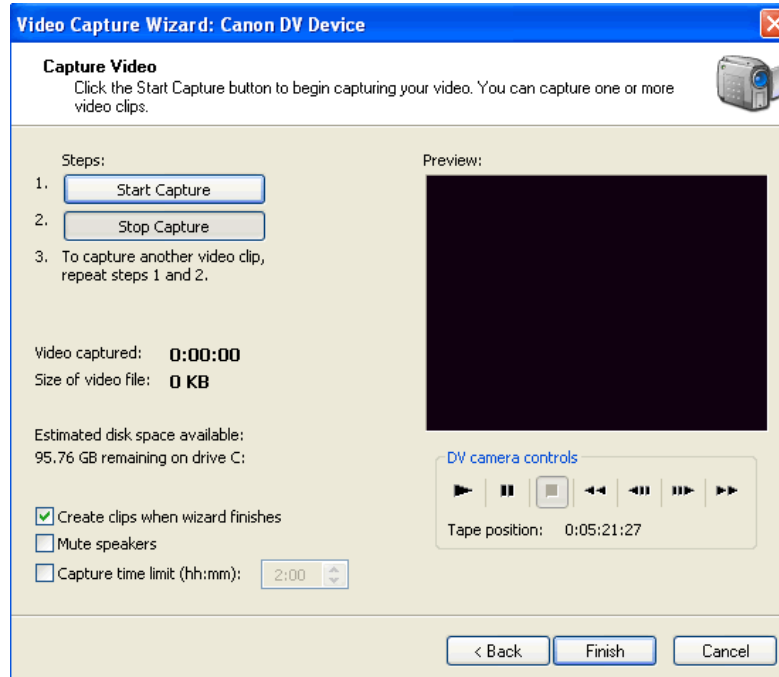 Video Capture Wizard: Canon DV Device
Capture Video
Click the Start Capture button to begin capturing your video. You can capture one or more
video clips.
Steps:
1. Start Capture
2. Stop Capture
3. To capture another video clip,
repeat steps 1 and 2.
Video captured: 0:00:00
Size of video file: 0 KB
Estimated disk space available:
95.76 GB remaining on drive C:
Create clips when wizard finishes
Mute speakers
Capture time limit (hh:mm): 2:00
Preview:
DV camera controls
Tape position: 0:05:21:27
< Back Finish Cancel